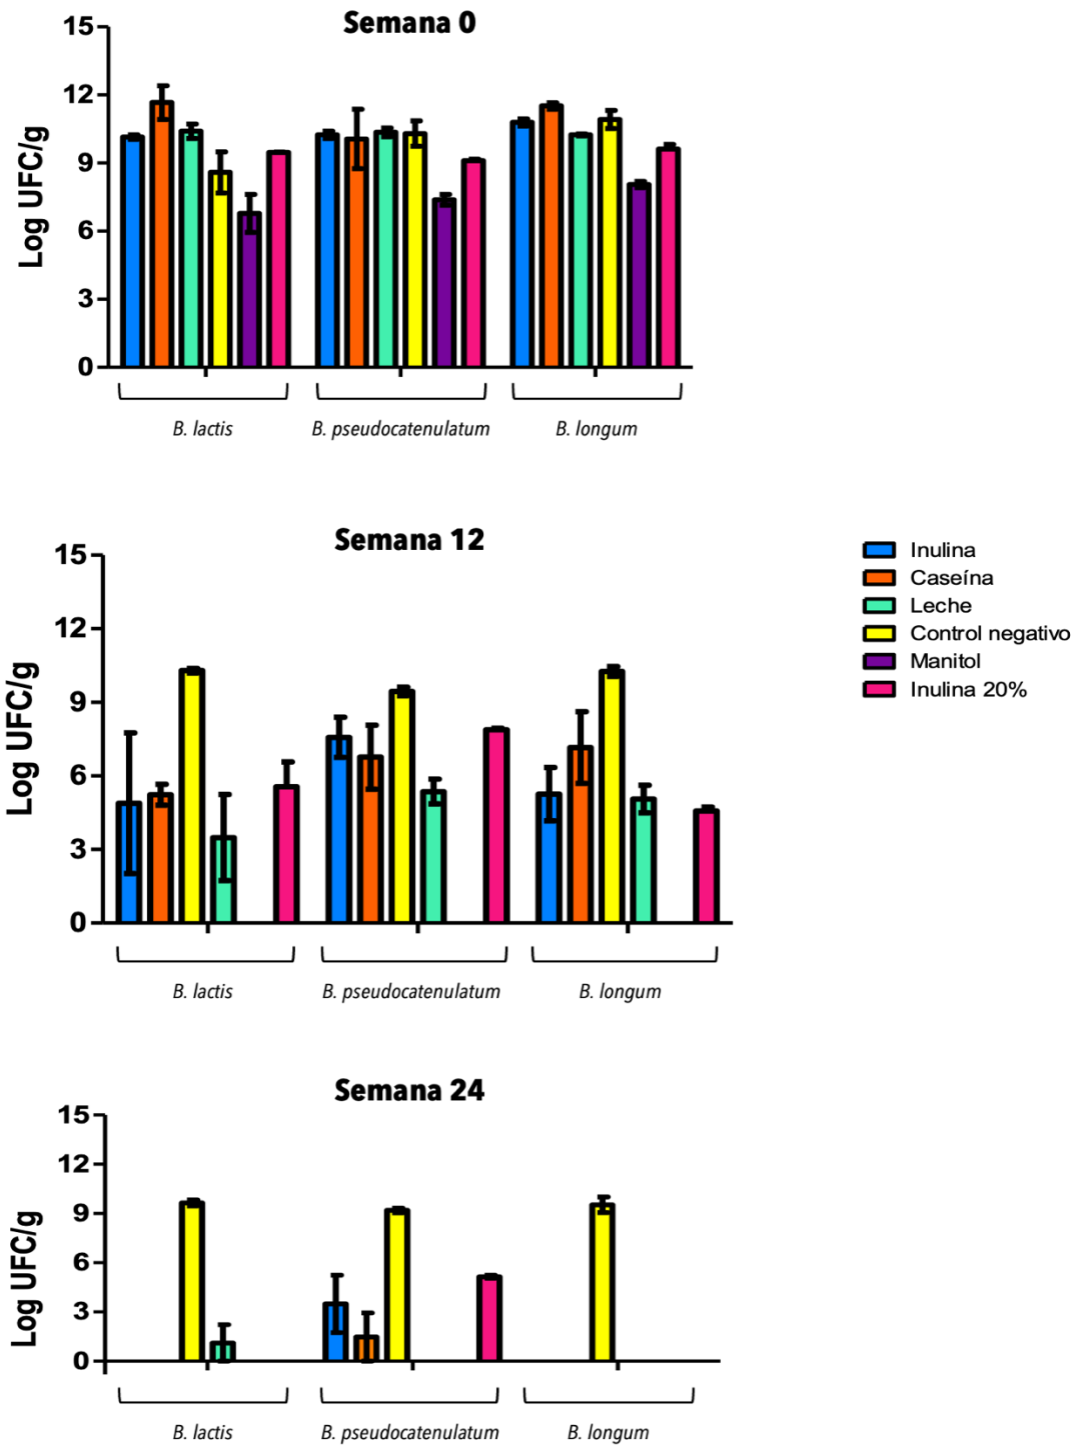 Semana 0
15
12
9
6
3
0
Log UFC/g
B. lactis
B. pseudocatenulatum
B. longum
Semana 12
15
12
9
6
3
0
Log UFC/g
B. lactis
B. pseudocatenulatum
B. longum
Inulina
Caseína
Leche
Control negativo
Manitol
Inulina 20%
Semana 24
15
12
9
6
3
0
Log UFC/g
B. lactis
B. pseudocatenulatum
B. longum